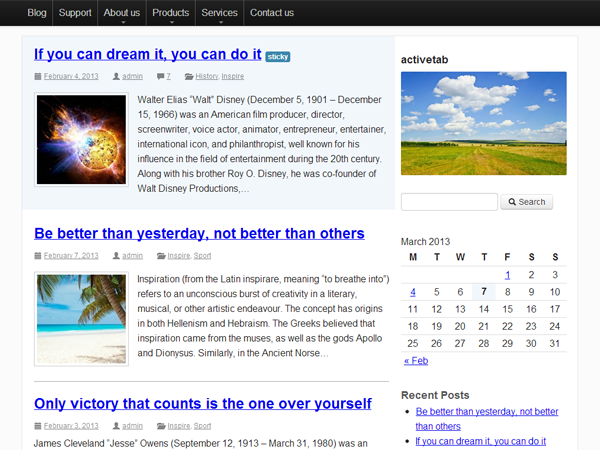 Blog Support About us Products Services Contact us
If you can dream it, you can do it sticky
February 4, 2013 admin 7 History, Inspire
Walter Elias “Walt” Disney (December 5, 1901 – December
15, 1966) was an American film producer, director,
screenwriter, voice actor, animator, entrepreneur, entertainer,
international icon, and philanthropist, well known for his
influence in the field of entertainment during the 20th century.
Along with his brother Roy O. Disney, he was co-founder of
Walt Disney Productions,…
Be better than yesterday, not better than others
February 7, 2013 admin Inspire, Sport
Inspiration (from the Latin inspirare, meaning “to breathe into”)
refers to an unconscious burst of creativity in a literary,
musical, or other artistic endeavour. The concept has origins
in both Hellenism and Hebraism. The Greeks believed that
inspiration came from the muses, as well as the gods Apollo
and Dionysus. Similarly, in the Ancient Norse…
Only victory that counts is the one over yourself
February 3, 2013 admin Inspire, Sport
James Cleveland “Jesse” Owens (September 12, 1913 – March 31, 1980) was an
activetab
Search
March 2013
M T W T F S S
1 2 3
4 5 6 7 8 9 10
11 12 13 14 15 16 17
18 19 20 21 22 23 24
25 26 27 28 29 30 31
« Feb
Recent Posts
Be better than yesterday, not better
than others
If you can dream it, you can do it